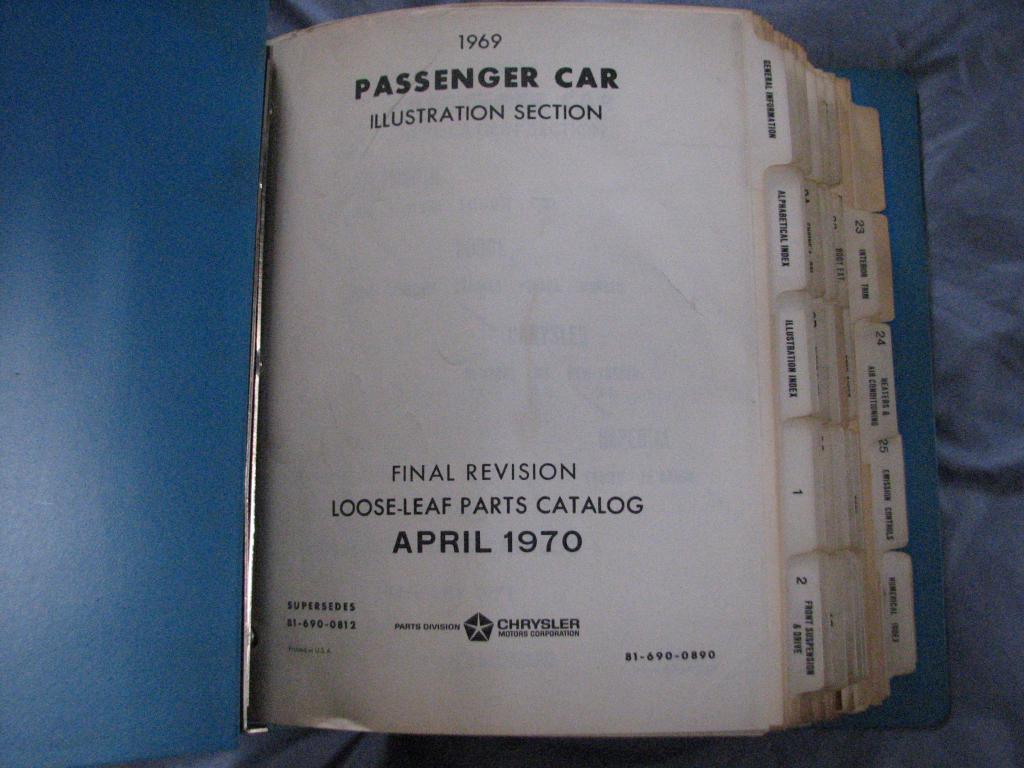 1969
PASSENGER CAR
ILLUSTRATION SECTION
FINAL REVISION
LOOSE-LEAF PARTS CATALOG
APRIL 1970
SUPERSEDES
81-690-0812
Printed in U.S.A.
PARTS DIVISION
CHRYSLER
MOTORS CORPORATION
81-690-0890
GENERAL INFORMATION
ALPHABETICAL INDEX
ILLUSTRATION INDEX
1
2
FRONT SUSPENSION
& DRIVE
23
INTERIOR TRIM
24
HEATERS &
AIR CONDITIONING
25
EMISSION CONTROLS
NUMERICAL INDEX